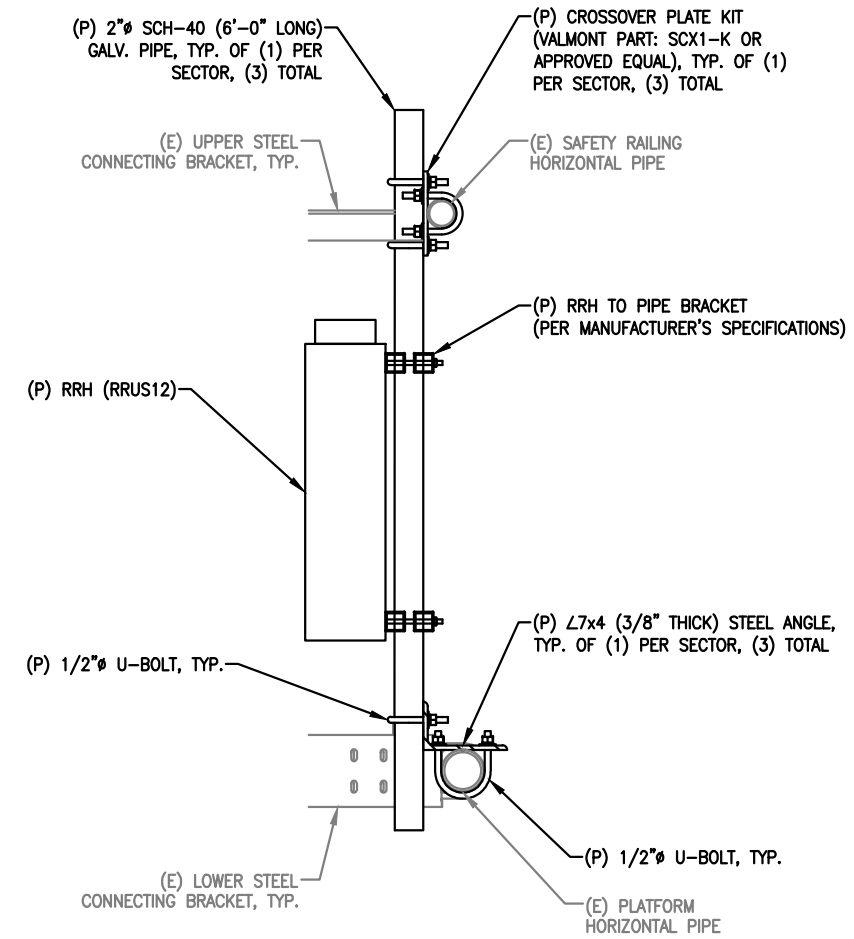 (P) 2"ø SCH-40 (6'-0" LONG)
GALV. PIPE, TYP. OF (1) PER
SECTOR, (3) TOTAL
(P) CROSSOVER PLATE KIT
(VALMONT PART: SCX1-K OR
APPROVED EQUAL), TYP. OF (1)
PER SECTOR, (3) TOTAL
(E) UPPER STEEL
CONNECTING BRACKET, TYP.
(E) SAFETY RAILING
HORIZONTAL PIPE
(P) RRH TO PIPE BRACKET
(PER MANUFACTURER'S SPECIFICATIONS)
(P) RRH (RRUS12)
(P) ∠7x4 (3/8" THICK) STEEL ANGLE,
TYP. OF (1) PER SECTOR, (3) TOTAL
(P) 1/2"ø U-BOLT, TYP.
(P) 1/2"ø U-BOLT, TYP.
(E) LOWER STEEL
CONNECTING BRACKET, TYP.
(E) PLATFORM
HORIZONTAL PIPE